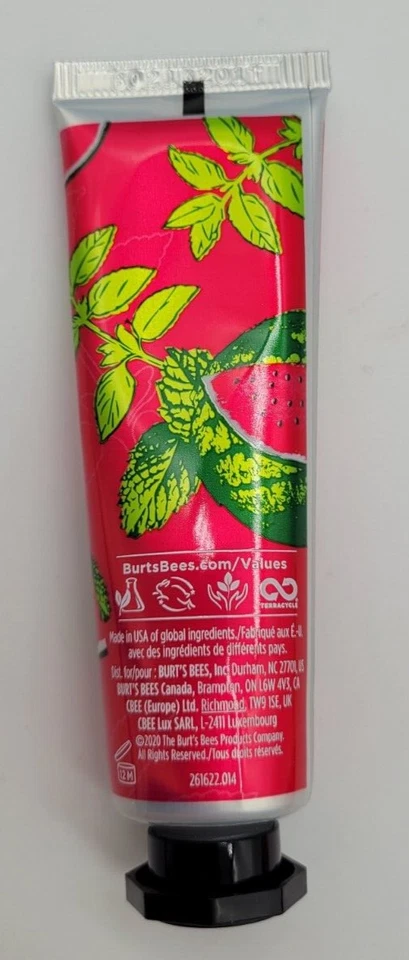 BurtsBees.com/Values
TERRACYCLE
Made in USA of global ingredients./Fabriqué aux É.-U.
avec des ingrédients de différents pays.
Dist. for/pour : BURT'S BEES, Inc Durham, NC 27701, US
BURT'S BEES Canada, Brampton, ON L6W 4V3, CA
CBEE (Europe) Ltd. Richmond, TW9 1SE, UK
CBEE Lux SARL, L-2411 Luxembourg
©2020 The Burt's Bees Products Company.
All Rights Reserved./Tous droits réservés.
12 M
261622.014